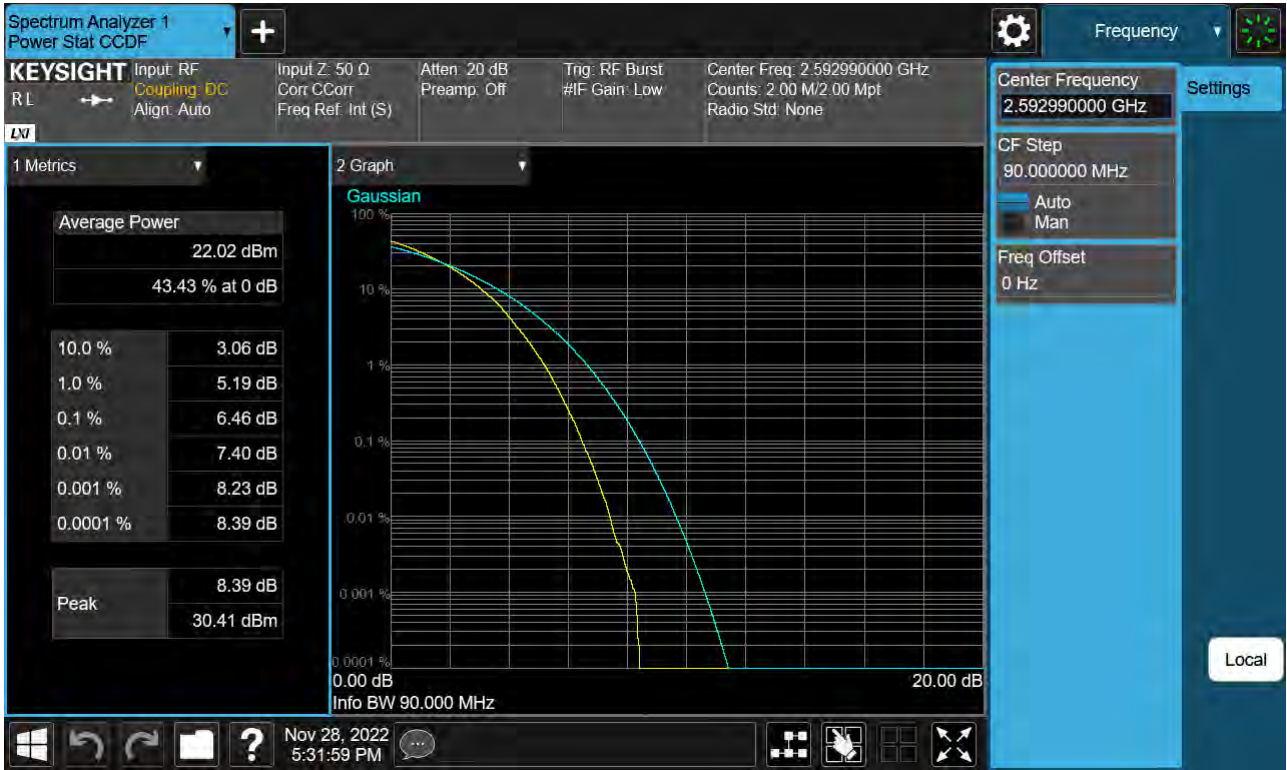 Spectrum Analyzer 1
Power Stat CCDF
+
Frequency
KEYSIGHT
RL
LXI
Input: RF
Coupling: DC
Align: Auto
Input Z: 50 Ω
Corr CCorr
Freq Ref: Int (S)
Atten: 20 dB
Preamp: Off
Trig: RF Burst
#IF Gain: Low
Center Freq: 2.592990000 GHz
Counts: 2.00 M/2.00 Mpt
Radio Std: None
Center Frequency
2.592990000 GHz
Settings
CF Step
90.000000 MHz
Auto
Man
Freq Offset
0 Hz
Local
1 Metrics
Average Power
22.02 dBm
43.43 % at 0 dB
10.0 % 3.06 dB
1.0 % 5.19 dB
0.1 % 6.46 dB
0.01 % 7.40 dB
0.001 % 8.23 dB
0.0001 % 8.39 dB
Peak
8.39 dB
30.41 dBm
2 Graph
Gaussian
100 %
10 %
1 %
0.1 %
0.01 %
0.001 %
0.0001 %
0.00 dB 20.00 dB
Info BW 90.000 MHz
?
Nov 28, 2022
5:31:59 PM